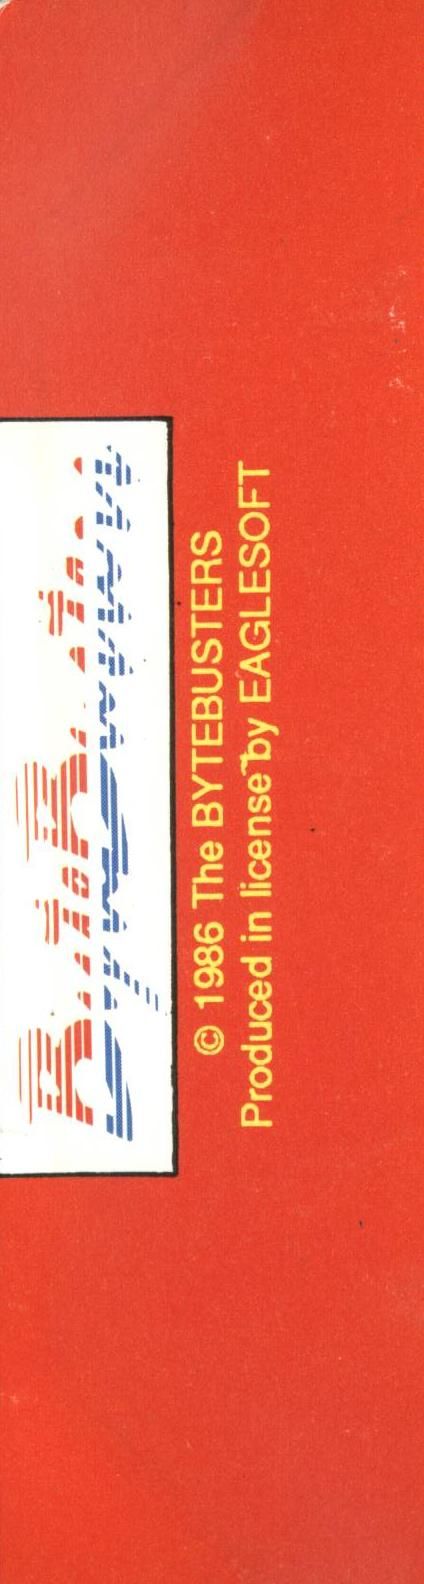 © 1986 The BYTEBUSTERS
Produced in license by EAGLESOFT